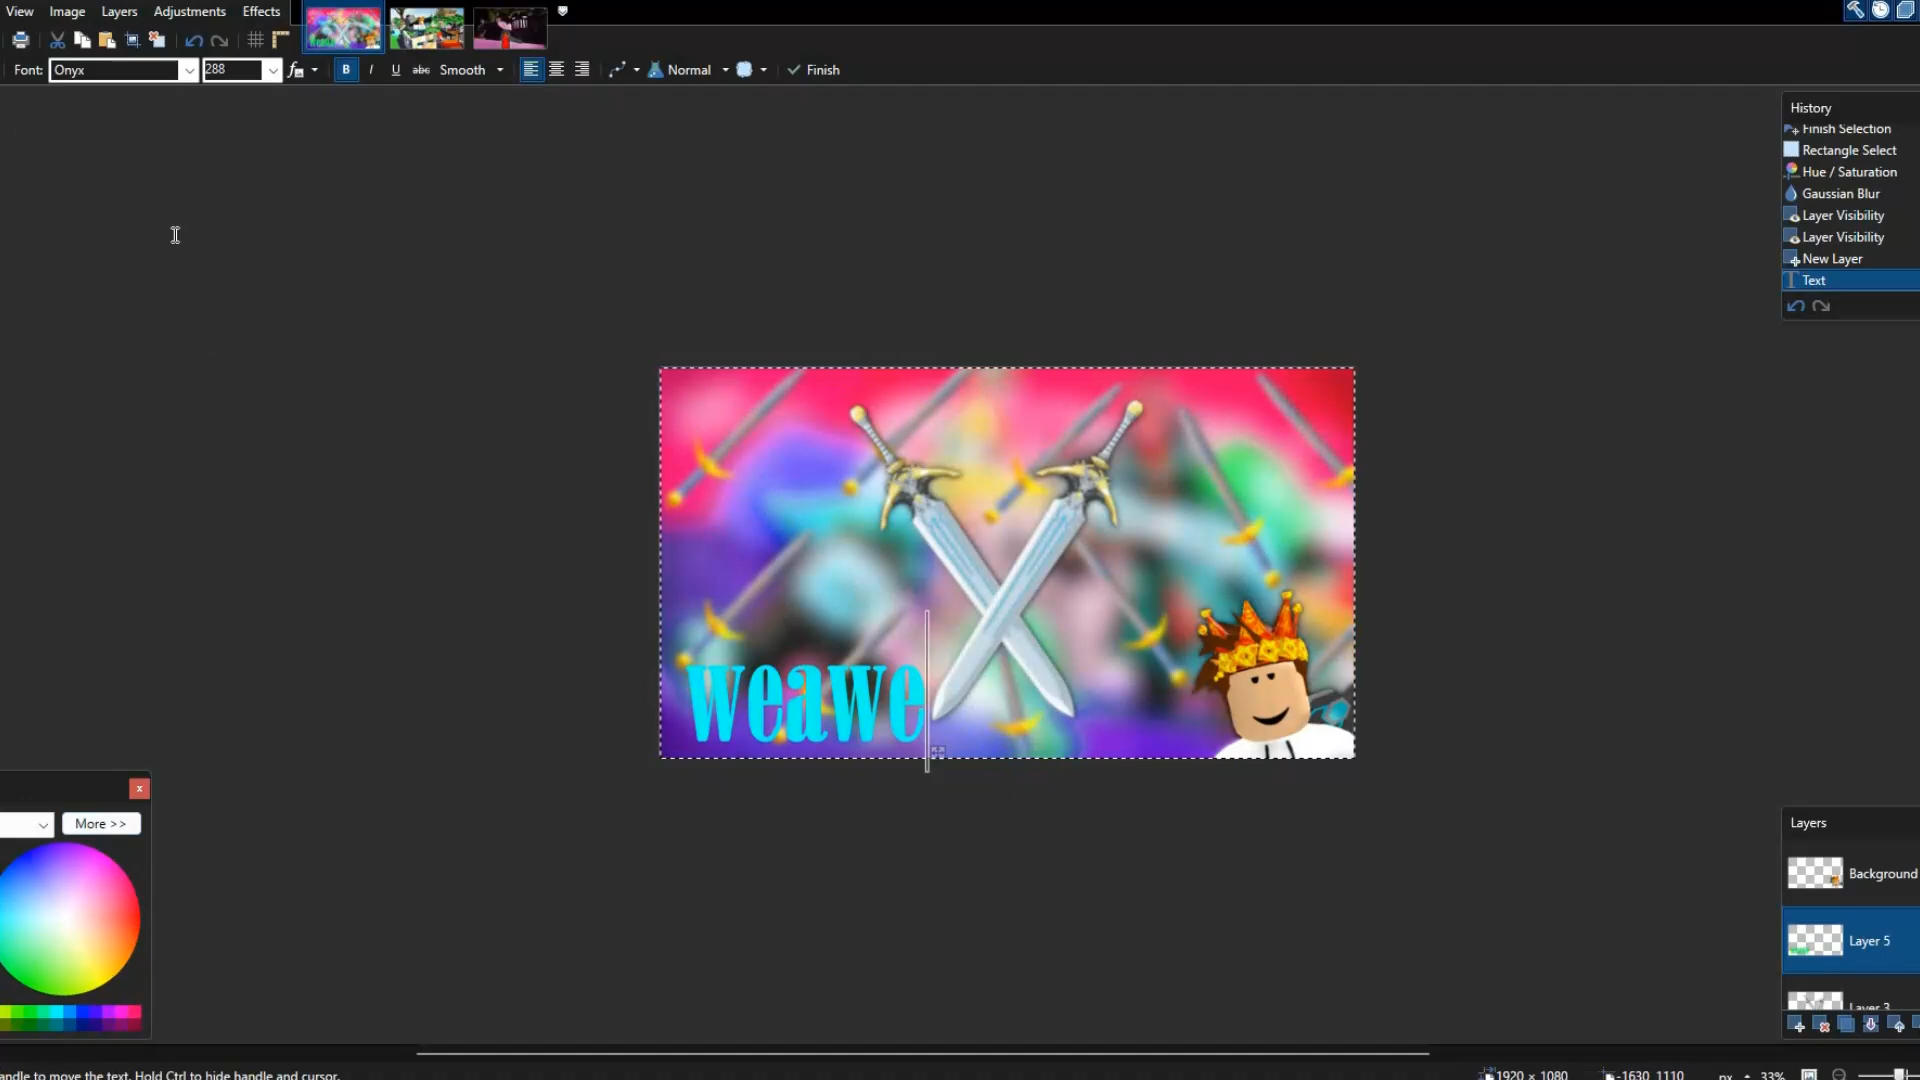 View Image Layers Adjustments Effects
Font: Onyx 288 B I U abc Smooth Normal Finish
History
Finish Selection
Rectangle Select
Hue / Saturation
Gaussian Blur
Layer Visibility
Layer Visibility
New Layer
Text
weawe
More >>
Layers
Background
Layer 5
Layer 3
andle to move the text. Hold Ctrl to hide handle and cursor.
1920 × 1080 -1630, 1110 px 33%